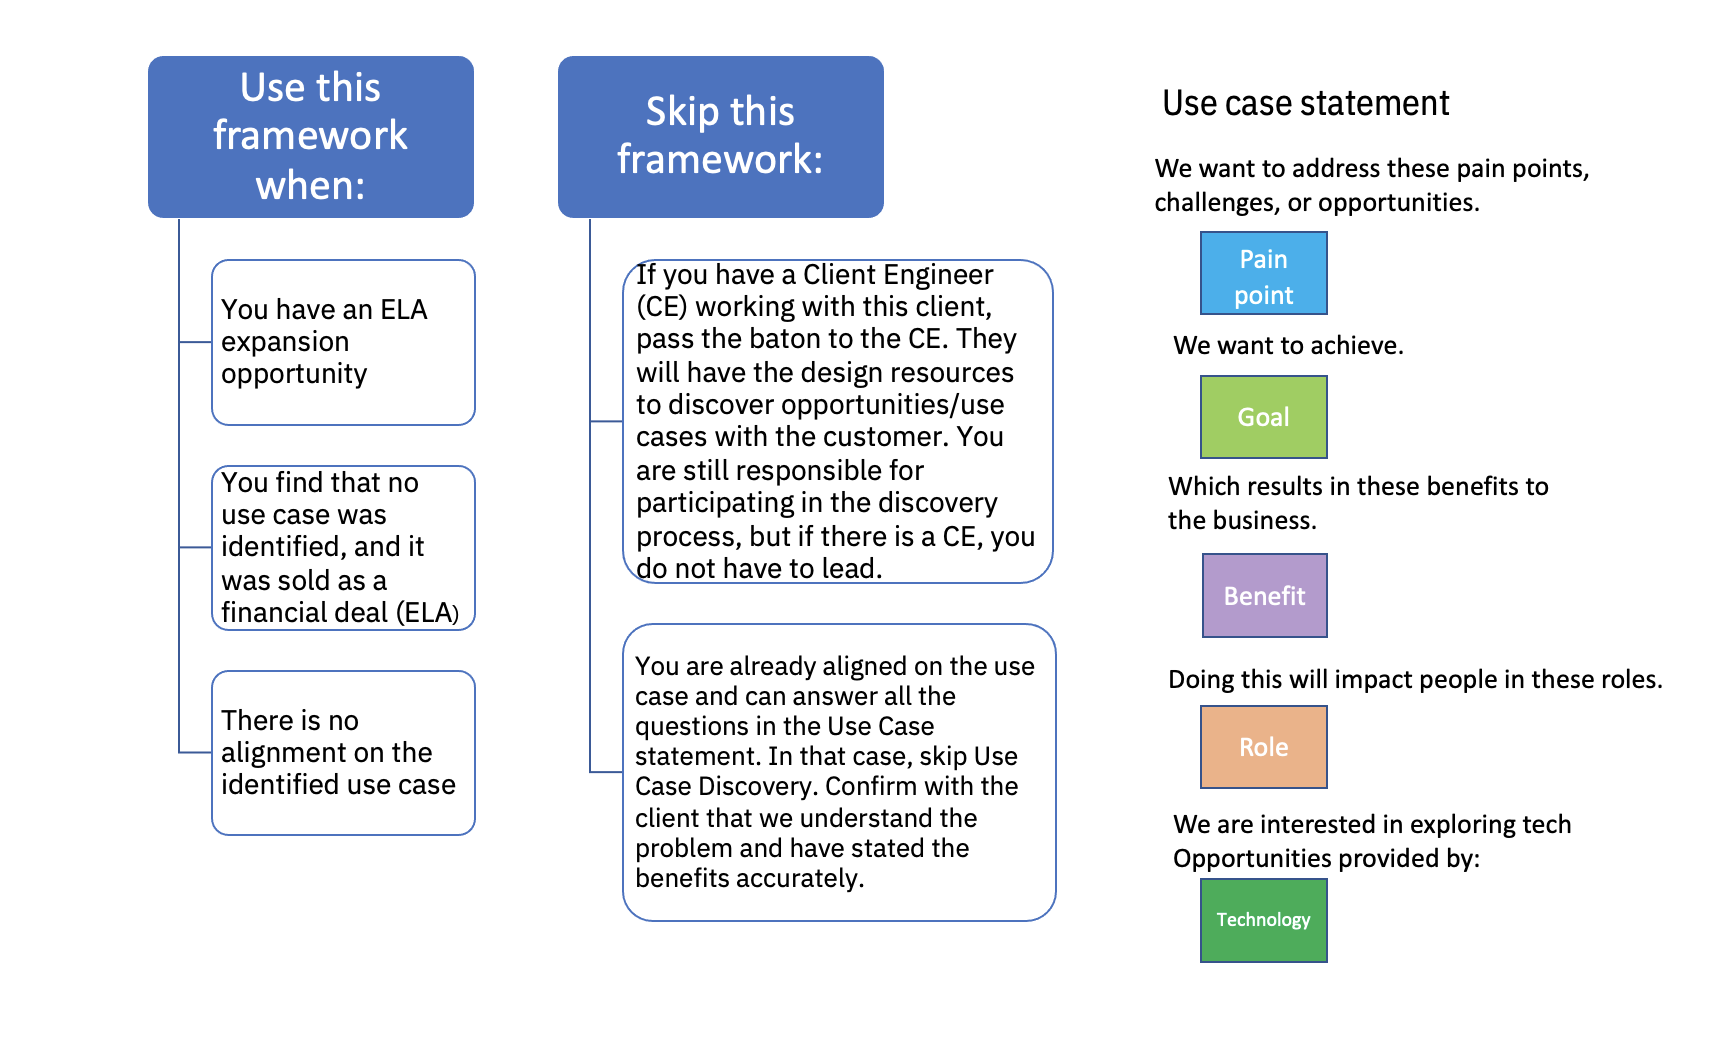 Use this
framework
when:
You have an ELA
expansion
opportunity
You find that no
use case was
identified, and it
was sold as a
financial deal (ELA)
There is no
alignment on the
identified use case
Skip this
framework:
If you have a Client Engineer
(CE) working with this client,
pass the baton to the CE. They
will have the design resources
to discover opportunities/use
cases with the customer. You
are still responsible for
participating in the discovery
process, but if there is a CE, you
do not have to lead.
You are already aligned on the use
case and can answer all the
questions in the Use Case
statement. In that case, skip Use
Case Discovery. Confirm with the
client that we understand the
problem and have stated the
benefits accurately.
Use case statement
We want to address these pain points,
challenges, or opportunities.
Pain
point
We want to achieve.
Goal
Which results in these benefits to
the business.
Benefit
Doing this will impact people in these roles.
Role
We are interested in exploring tech
Opportunities provided by:
Technology